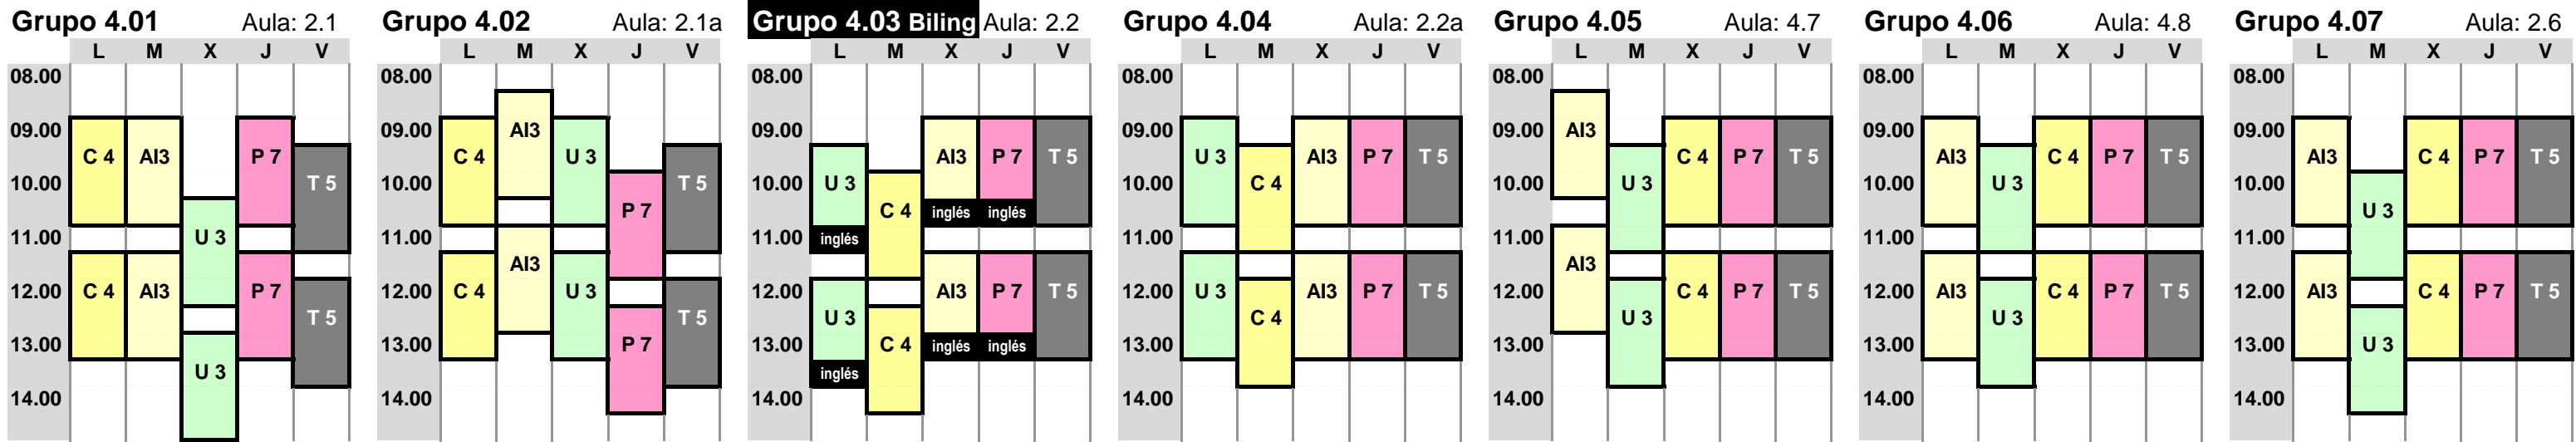 Grupo 4.01 Aula: 2.1
L M X J V
08.00
09.00
C 4 AI3 P 7
10.00 T 5
11.00 U 3
12.00 C 4 AI3 P 7
T 5
13.00
U 3
14.00
Grupo 4.02 Aula: 2.1a
L M X J V
08.00
09.00 AI3
C 4 U 3
10.00 T 5
P 7
11.00
AI3
12.00 C 4 U 3
T 5
13.00 P 7
14.00
Grupo 4.03 Biling Aula: 2.2
L M X J V
08.00
09.00
AI3 P 7 T 5
10.00 U 3
C 4 inglés inglés
11.00 inglés
12.00 AI3 P 7 T 5
U 3
13.00 C 4 inglés inglés
inglés
14.00
Grupo 4.04 Aula: 2.2a
L M X J V
08.00
09.00
U 3 AI3 P 7 T 5
10.00 C 4
11.00
12.00 U 3 AI3 P 7 T 5
C 4
13.00
14.00
Grupo 4.05 Aula: 4.7
L M X J V
08.00
09.00 AI3
C 4 P 7 T 5
10.00 U 3
11.00
AI3
12.00 C 4 P 7 T 5
U 3
13.00
14.00
Grupo 4.06 Aula: 4.8
L M X J V
08.00
09.00
AI3 C 4 P 7 T 5
10.00 U 3
11.00
12.00 AI3 C 4 P 7 T 5
U 3
13.00
14.00
Grupo 4.07 Aula: 2.6
L M X J V
08.00
09.00
AI3 C 4 P 7 T 5
10.00
U 3
11.00
12.00 AI3 C 4 P 7 T 5
13.00 U 3
14.00